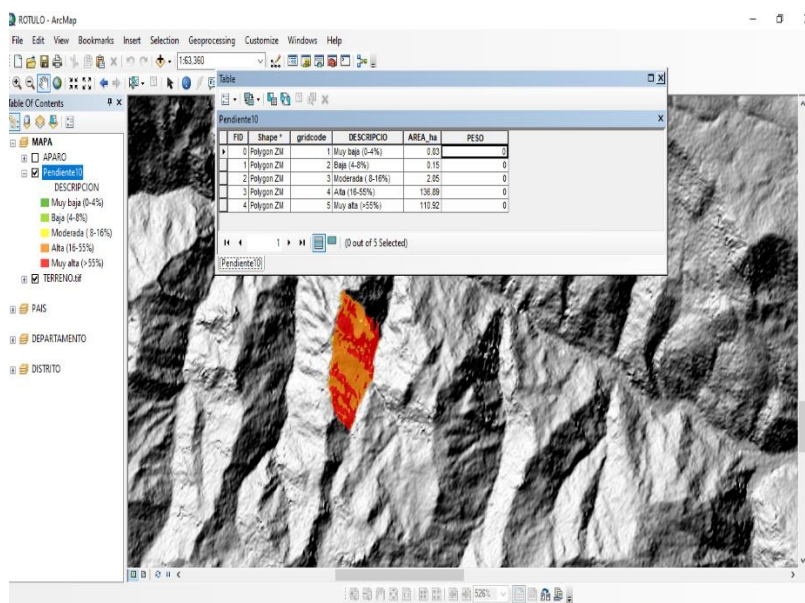 ROTULO - ArcMap
File Edit View Bookmarks Insert Selection Geoprocessing Customize Windows Help
1:63,360
Table
Table Of Contents
MAPA
APARO
Pendiente10
DESCRIPCION
Muy baja (0-4%)
Baja (4-8%)
Moderada ( 8-16%)
Alta (16-55%)
Muy alta (>55%)
TERRENO.tif
PAIS
DEPARTAMENTO
DISTRITO
Pendiente10
FID Shape * gridcode DESCRIPCIO AREA_ha PESO
0 Polygon ZM 1 Muy baja (0-4%) 0.03 0
1 Polygon ZM 2 Baja (4-8%) 0.15 0
2 Polygon ZM 3 Moderada ( 8-16%) 2.05 0
3 Polygon ZM 4 Alta (16-55%) 136.89 0
4 Polygon ZM 5 Muy alta (>55%) 110.92 0
1 (0 out of 5 Selected)
Pendiente10
526%